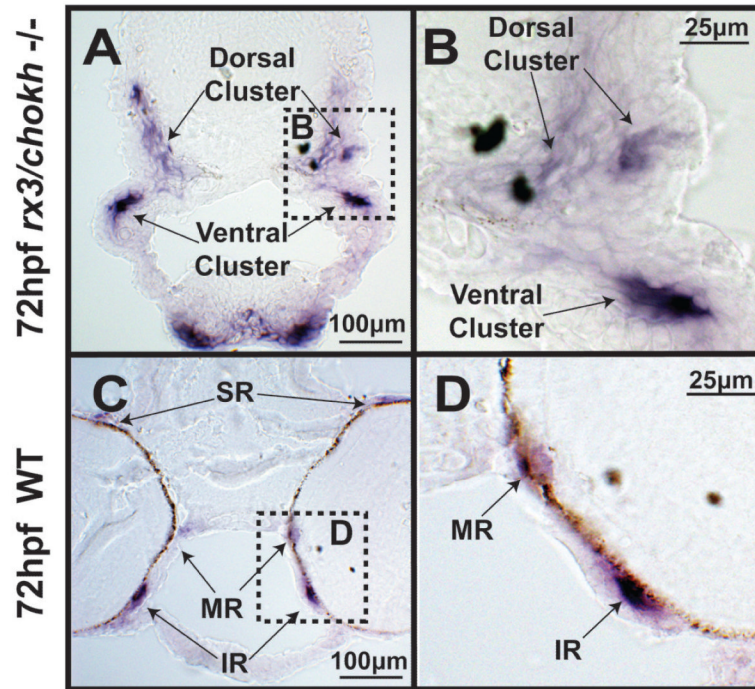 72hpf rx3/chokh -/-
A
Dorsal
Cluster
B
Ventral
Cluster
100µm
B
25µm
Dorsal
Cluster
Ventral
Cluster
72hpf WT
C
SR
D
MR
IR
100µm
D
25µm
MR
IR